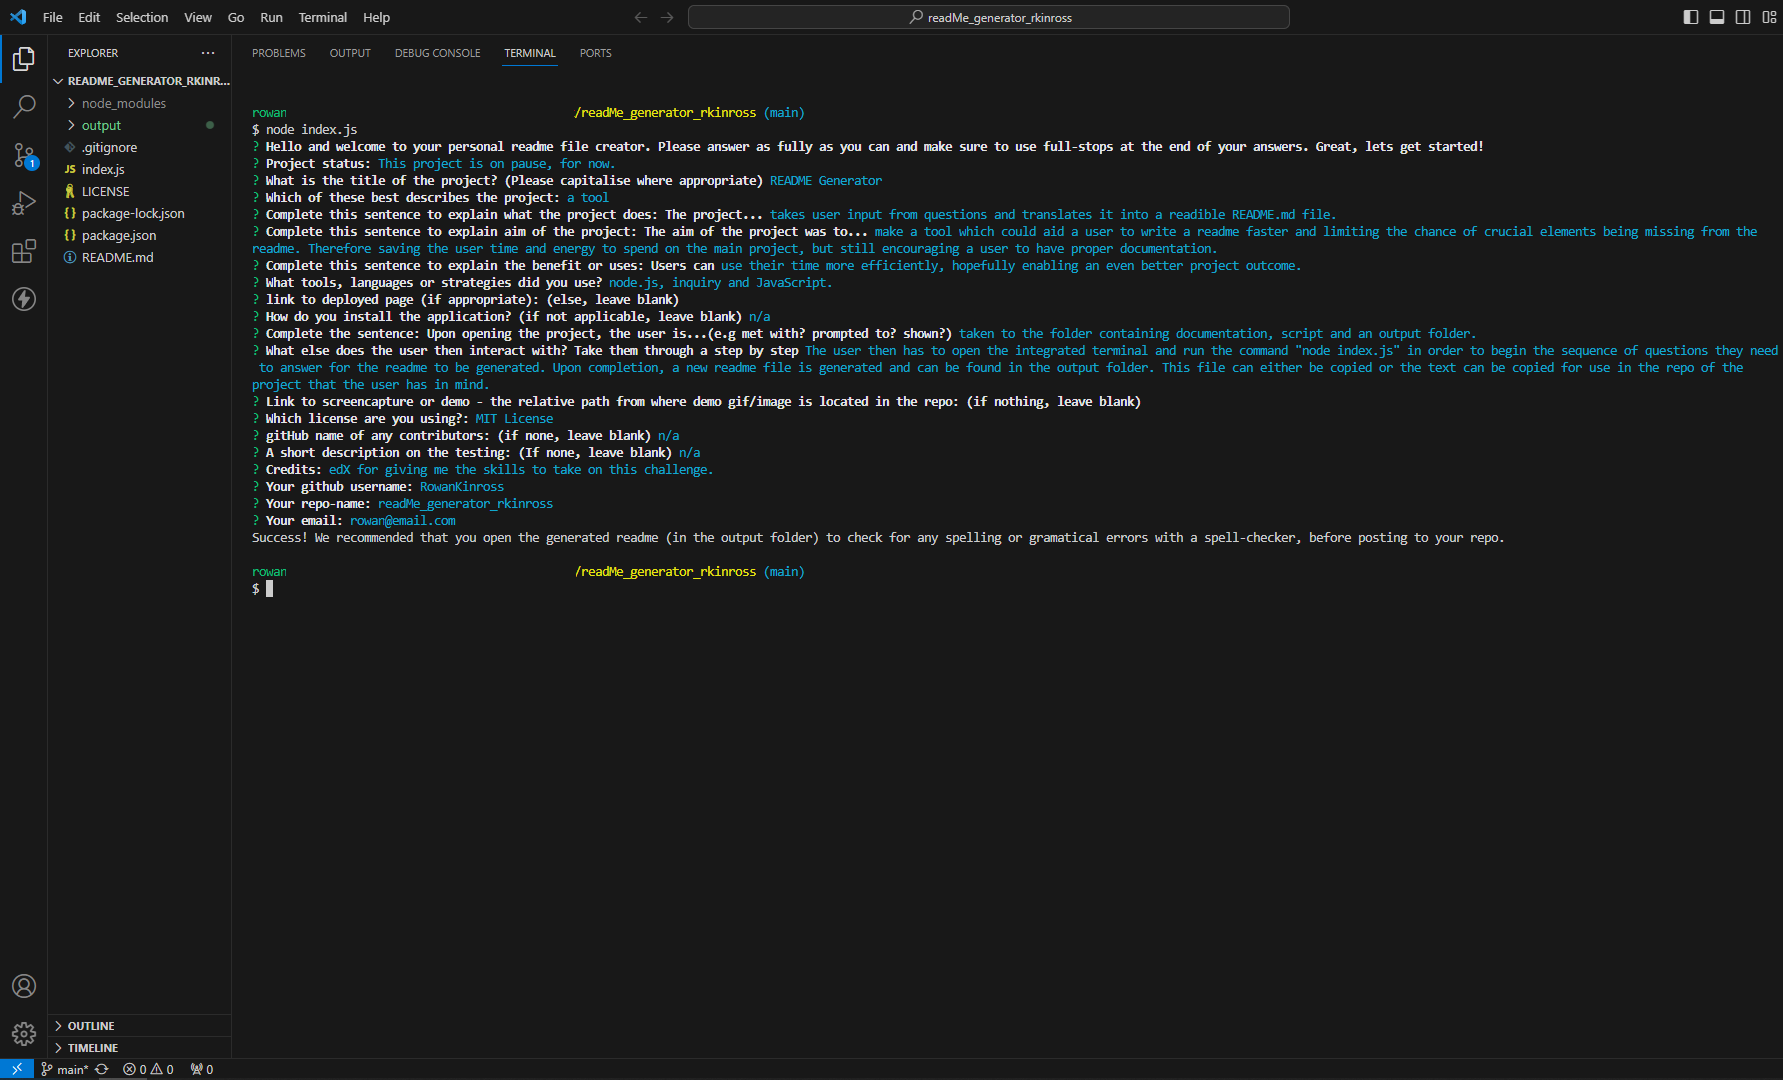 File Edit Selection View Go Run Terminal Help
readMe_generator_rkinross
EXPLORER
README_GENERATOR_RKINR...
node_modules
output
.gitignore
JS index.js
LICENSE
{} package-lock.json
{} package.json
README.md
OUTLINE
TIMELINE
1
PROBLEMS OUTPUT DEBUG CONSOLE TERMINAL PORTS
rowan /readMe_generator_rkinross (main)
$ node index.js
? Hello and welcome to your personal readme file creator. Please answer as fully as you can and make sure to use full-stops at the end of your answers. Great, lets get started!
? Project status: This project is on pause, for now.
? What is the title of the project? (Please capitalise where appropriate) README Generator
? Which of these best describes the project: a tool
? Complete this sentence to explain what the project does: The project... takes user input from questions and translates it into a readible README.md file.
? Complete this sentence to explain aim of the project: The aim of the project was to... make a tool which could aid a user to write a readme faster and limiting the chance of crucial elements being missing from the
readme. Therefore saving the user time and energy to spend on the main project, but still encouraging a user to have proper documentation.
? Complete this sentence to explain the benefit or uses: Users can use their time more efficiently, hopefully enabling an even better project outcome.
? What tools, languages or strategies did you use? node.js, inquiry and JavaScript.
? link to deployed page (if appropriate): (else, leave blank)
? How do you install the application? (if not applicable, leave blank) n/a
? Complete the sentence: Upon opening the project, the user is...(e.g met with? prompted to? shown?) taken to the folder containing documentation, script and an output folder.
? What else does the user then interact with? Take them through a step by step The user then has to open the integrated terminal and run the command "node index.js" in order to begin the sequence of questions they need
to answer for the readme to be generated. Upon completion, a new readme file is generated and can be found in the output folder. This file can either be copied or the text can be copied for use in the repo of the
project that the user has in mind.
? Link to screencapture or demo - the relative path from where demo gif/image is located in the repo: (if nothing, leave blank)
? Which license are you using?: MIT License
? gitHub name of any contributors: (if none, leave blank) n/a
? A short description on the testing: (If none, leave blank) n/a
? Credits: edX for giving me the skills to take on this challenge.
? Your github username: RowanKinross
? Your repo-name: readMe_generator_rkinross
? Your email: rowan@email.com
Success! We recommended that you open the generated readme (in the output folder) to check for any spelling or gramatical errors with a spell-checker, before posting to your repo.
rowan /readMe_generator_rkinross (main)
$
main* 0 0 0